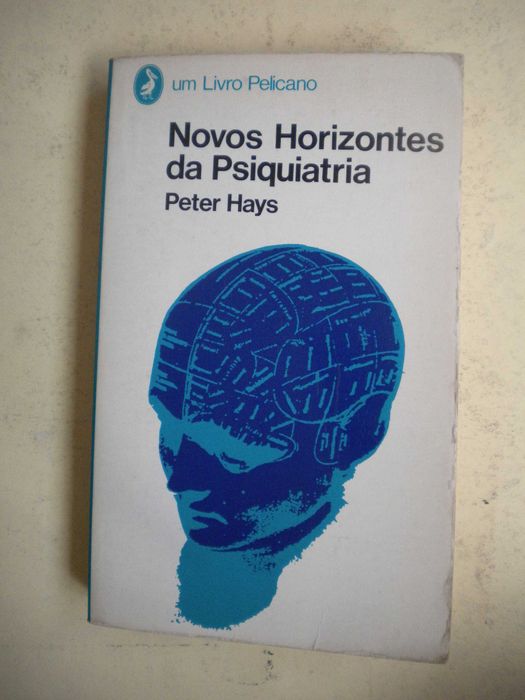 um Livro Pelicano
Novos Horizontes
da Psiquiatria
Peter Hays